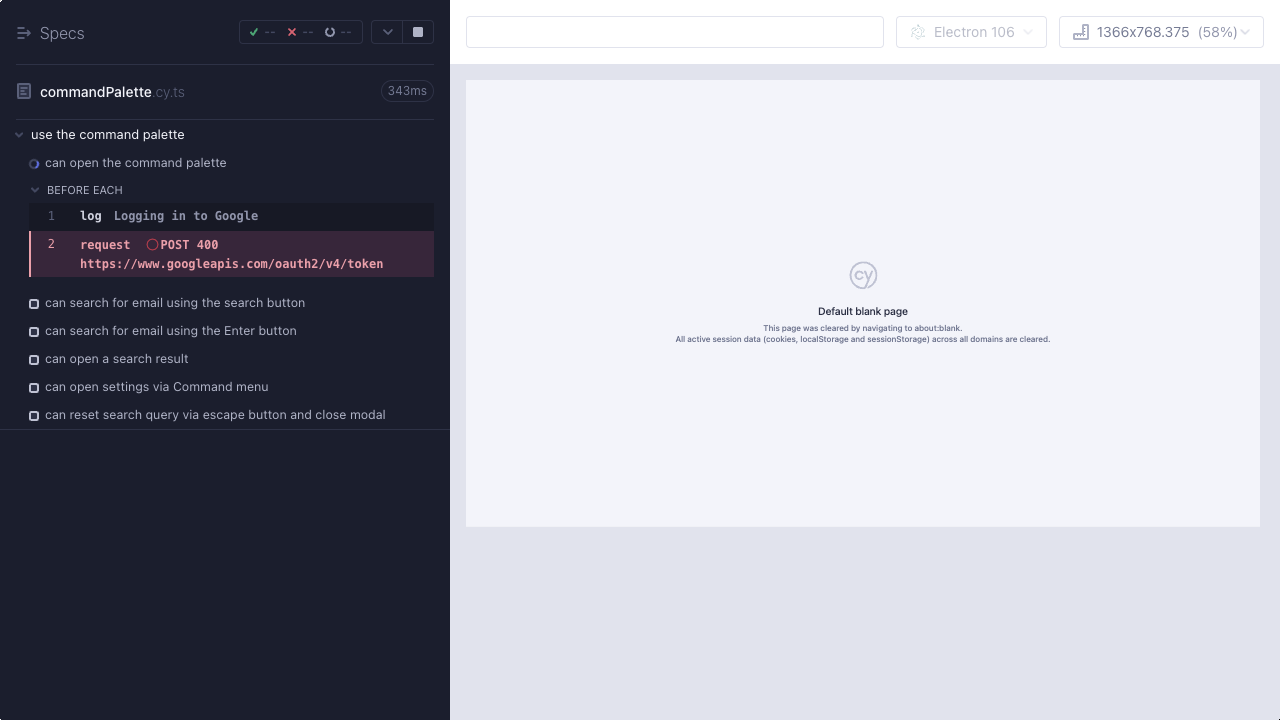 Specs
--
--
--
Electron 106
1366x768.375 (58%)
commandPalette.cy.ts
343ms
use the command palette
can open the command palette
BEFORE EACH
1 log Logging in to Google
2 request POST 400
https://www.googleapis.com/oauth2/v4/token
can search for email using the search button
can search for email using the Enter button
can open a search result
can open settings via Command menu
can reset search query via escape button and close modal
cy
Default blank page
This page was cleared by navigating to about:blank.
All active session data (cookies, localStorage and sessionStorage) across all domains are cleared.